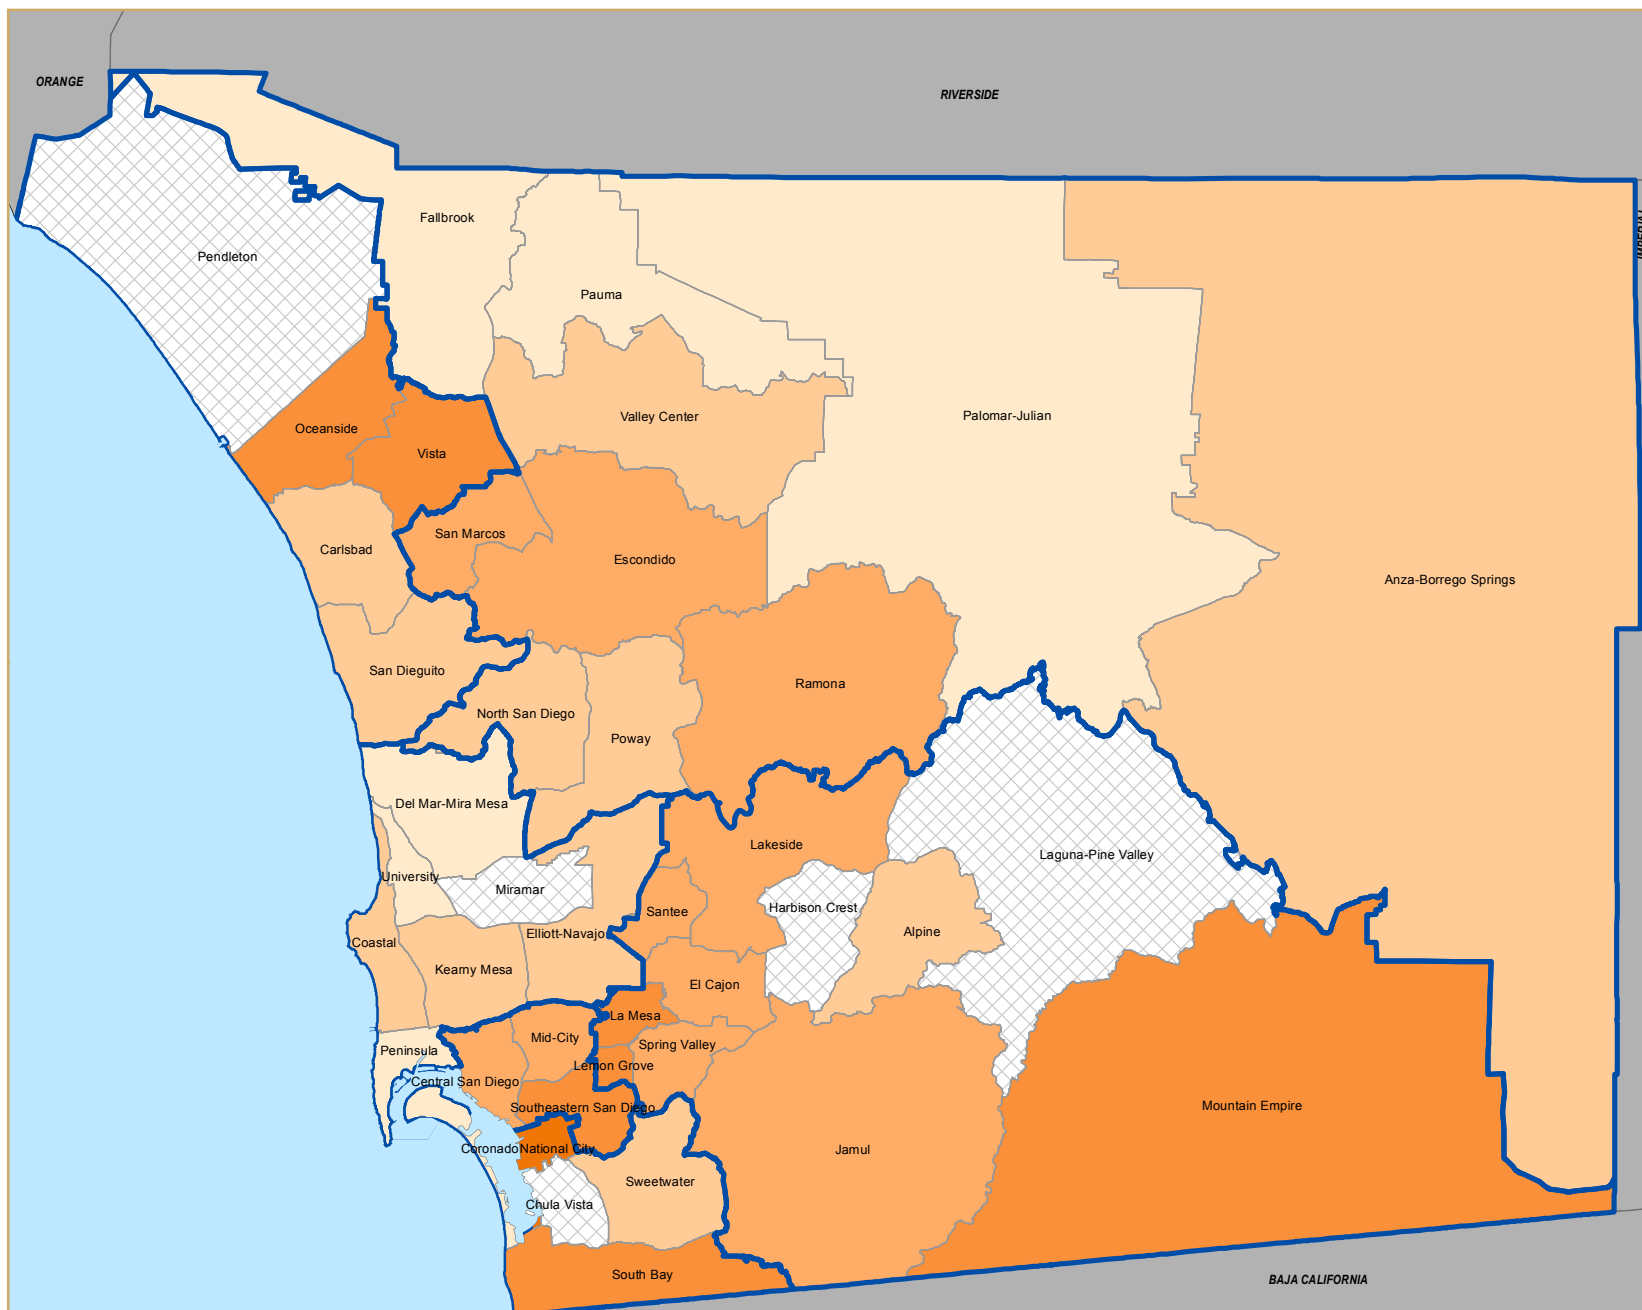 ORANGE
RIVERSIDE
IMPERIAL
Fallbrook
Pendleton
Pauma
Palomar-Julian
Valley Center
Oceanside
Vista
San Marcos
Carlsbad
Escondido
Anza-Borrego Springs
San Dieguito
Ramona
North San Diego
Poway
Del Mar-Mira Mesa
Lakeside
Laguna-Pine Valley
University
Miramar
Harbison Crest
Santee
Alpine
Elliott-Navajo
Coastal
Kearny Mesa
El Cajon
La Mesa
Mid-City
Spring Valley
Peninsula
Lemon Grove
Central San Diego
Southeastern San Diego
Mountain Empire
Coronado
National City
Jamul
Sweetwater
Chula Vista
South Bay
BAJA CALIFORNIA